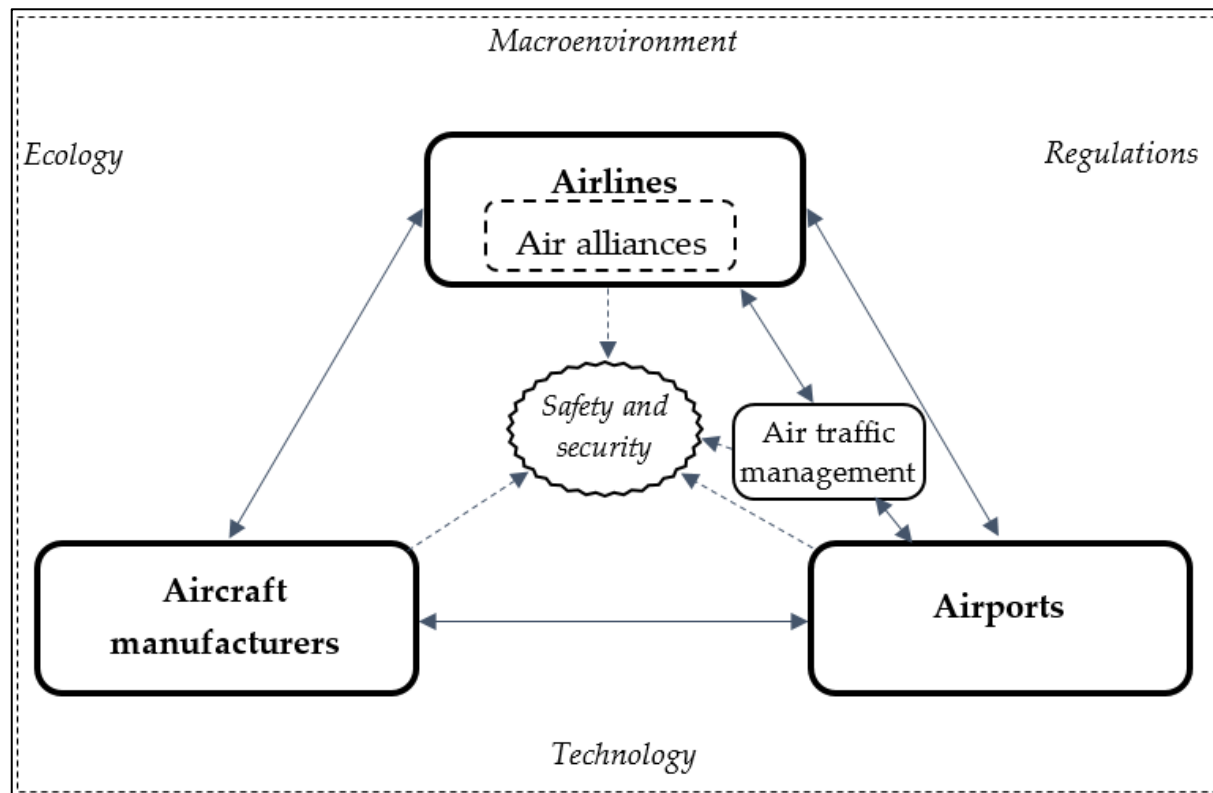 Macroenvironment
Ecology
Regulations
Airlines
Air alliances
Safety and
security
Air traffic
management
Aircraft
manufacturers
Airports
Technology